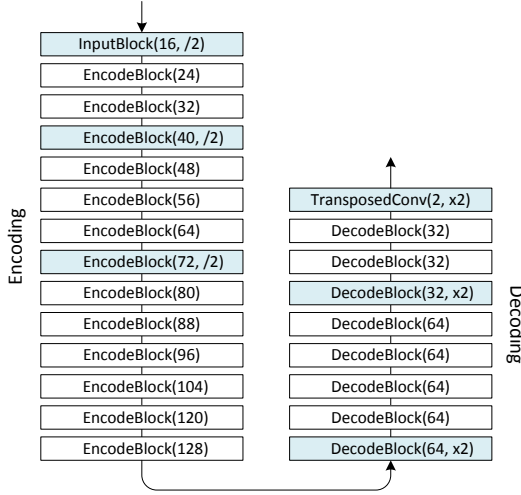 Encoding
InputBlock(16, /2)
EncodeBlock(24)
EncodeBlock(32)
EncodeBlock(40, /2)
EncodeBlock(48)
EncodeBlock(56)
EncodeBlock(64)
EncodeBlock(72, /2)
EncodeBlock(80)
EncodeBlock(88)
EncodeBlock(96)
EncodeBlock(104)
EncodeBlock(120)
EncodeBlock(128)
TransposedConv(2, x2)
DecodeBlock(32)
DecodeBlock(32)
DecodeBlock(32, x2)
DecodeBlock(64)
DecodeBlock(64)
DecodeBlock(64)
DecodeBlock(64)
DecodeBlock(64, x2)
Decoding